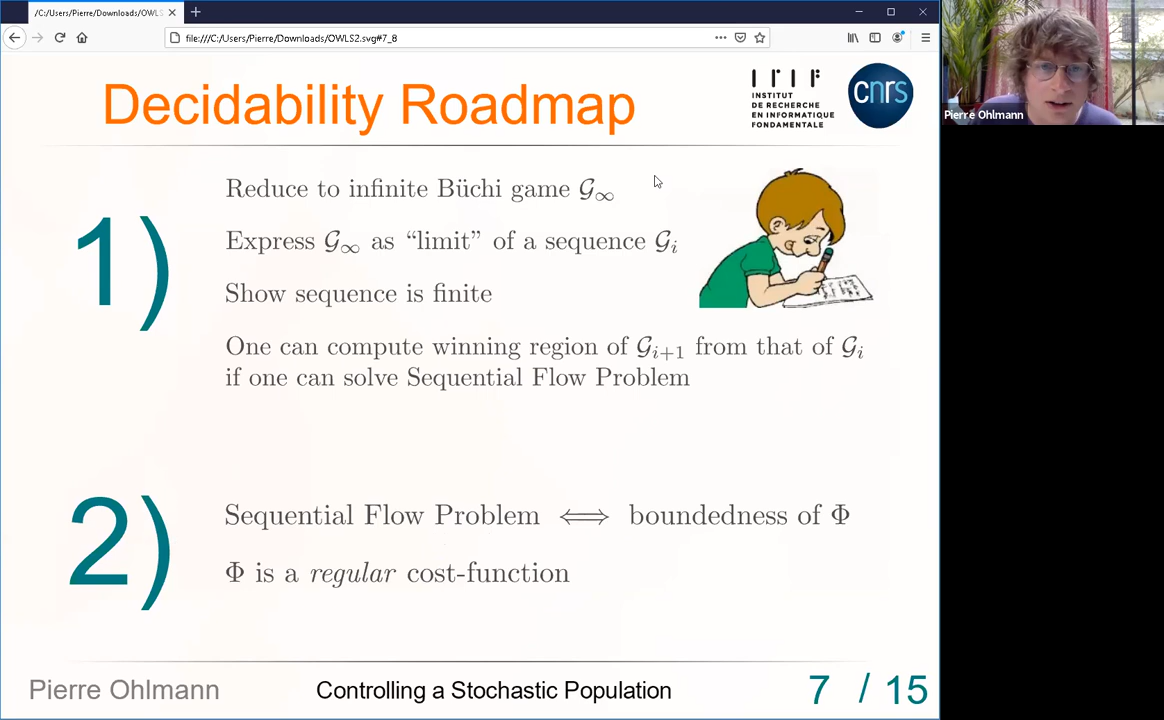 /C:/Users/Pierre/Downloads/OWLS
file:///C:/Users/Pierre/Downloads/OWLS2.svg#7_8
Pierre Ohlmann
Decidability Roadmap
INSTITUT
DE RECHERCHE
EN INFORMATIQUE
FONDAMENTALE
cnrs
1)
Reduce to infinite Büchi game 𝒢∞
Express 𝒢∞ as “limit” of a sequence 𝒢i
Show sequence is finite
One can compute winning region of 𝒢i+1 from that of 𝒢i
if one can solve Sequential Flow Problem
2)
Sequential Flow Problem ⟺ boundedness of Φ
Φ is a regular cost-function
Pierre Ohlmann
Controlling a Stochastic Population
7 / 15